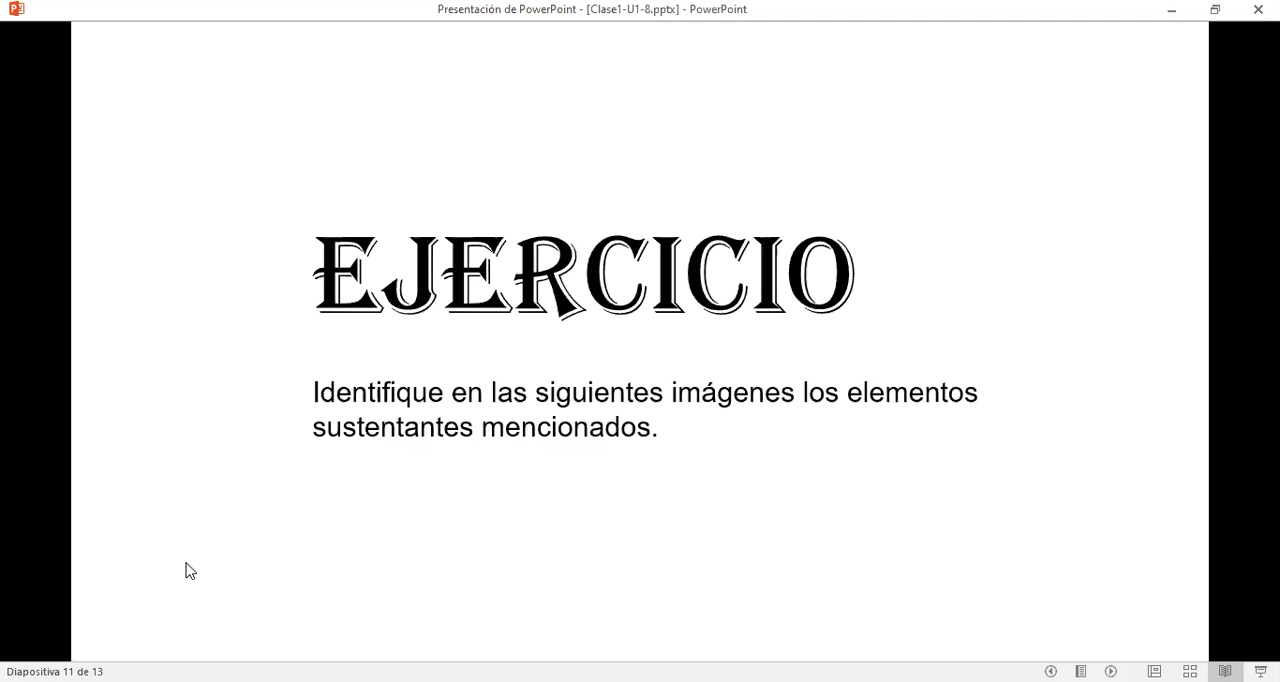 Presentación de PowerPoint - [Clase1-U1-8.pptx] - PowerPoint
EJERCICIO
Identifique en las siguientes imágenes los elementos
sustentantes mencionados.
Diapositiva 11 de 13